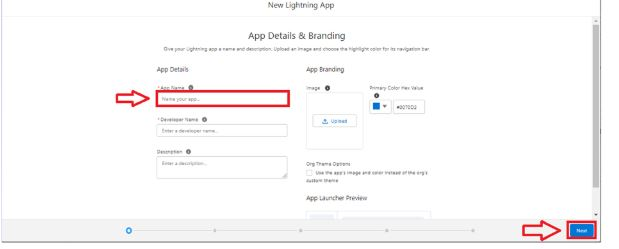 New Lightning App
App Details & Branding
Give your Lightning app a name and description. Upload an image and choose the highlight color for its navigation bar.
App Details
App Branding
* App Name
Name your app...
* Developer Name
Enter a developer name...
Description
Enter a description...
Image
Primary Color Hex Value
#0070D2
Upload
Org Theme Options
Use the app's image and color instead of the org's
custom theme
App Launcher Preview
Next